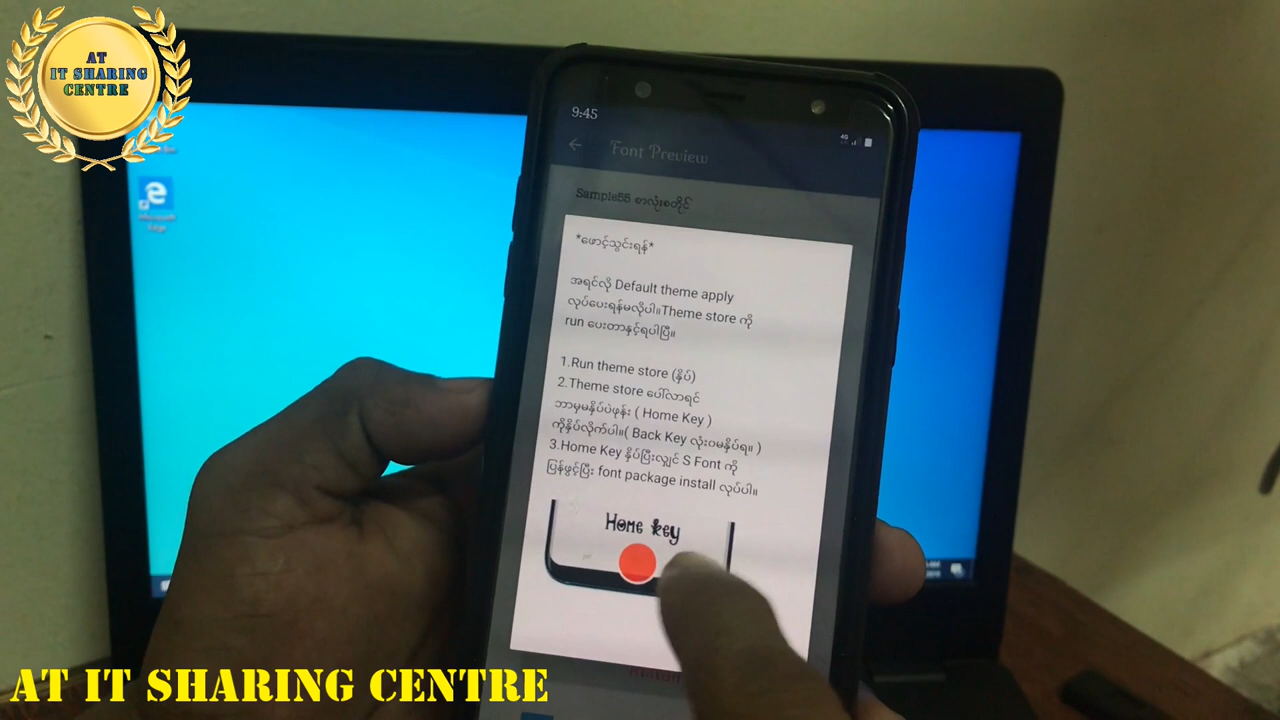 AT
IT SHARING
CENTRE
9:45
4G
Font Preview
Sample55 စာလုံးစတိုင်
*ဖောင့်သွင်းရန်*
အရင်လို Default theme apply
လုပ်ပေးရန်မလိုပါ။Theme store ကို
run ပေးတာနှင့်ရပါပြီ။
1.Run theme store (နှိပ်)
2.Theme store ပေါ်လာရင်
ဘာမှမနှိပ်ပဲဖုန်း ( Home Key )
ကိုနှိပ်လိုက်ပါ။( Back Key လုံးဝမနှိပ်ရ။ )
3.Home Key နှိပ်ပြီးလျှင် S Font ကို
ပြန်ဖွင့်ပြီး font package install လုပ်ပါ။
Home key
Microsoft
Edge
AT IT SHARING CENTRE